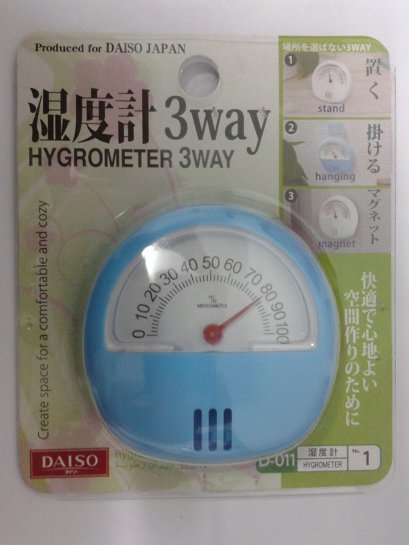 Produced for DAISO JAPAN
湿度計 3way
HYGROMETER 3WAY
場所を選ばない3WAY
1
置く
stand
2
掛ける
hanging
3
マグネット
magnet
Create space for a comfortable and cozy
快適で心地よい
空間作りのために
0 10 20 30 40 50 60 70 80 90 100
%
HYGROMETER
DAISO
ダイソー
D-011
湿度計
HYGROMETER
No.
1